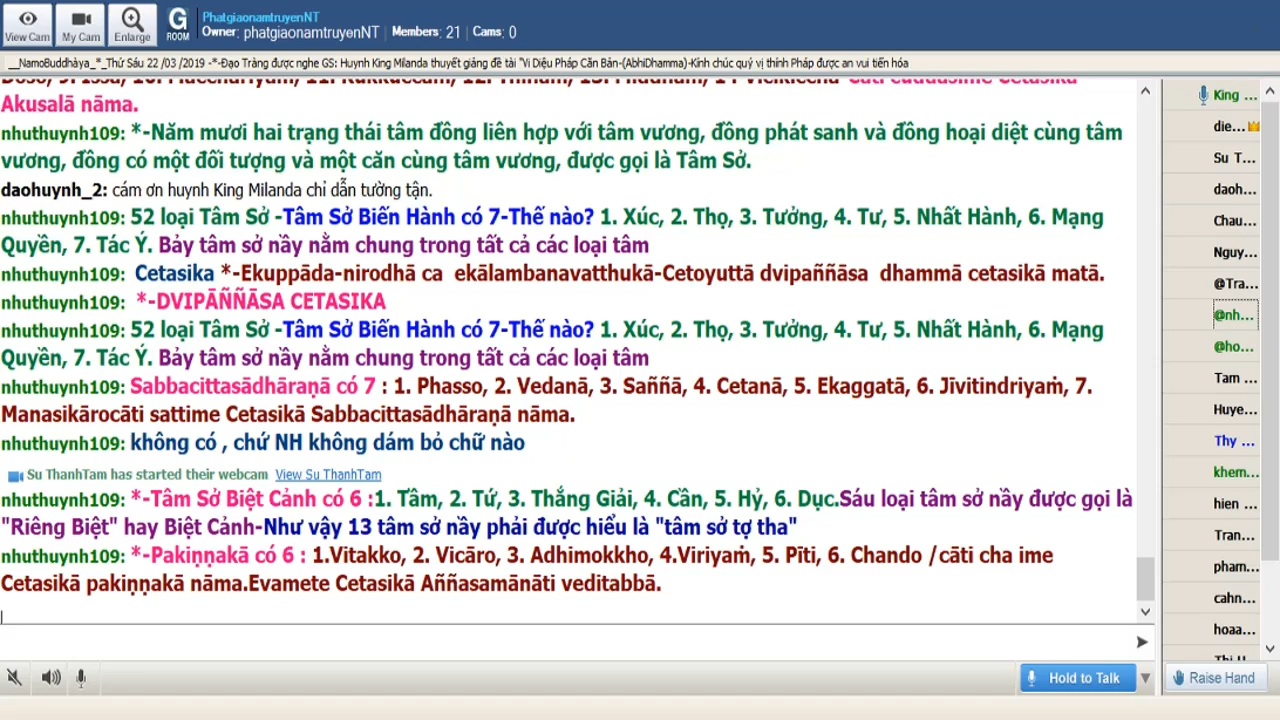 PhatgiaonamtruyenNT
Owner: phatgiaonamtruyenNT | Members: 21 | Cams: 0
View Cam My Cam Enlarge G ROOM
__NamoBuddhàya_*_Thứ Sáu 22 /03 /2019 -*-Đạo Tràng được nghe GS: Huynh King Milanda thuyết giảng đề tài "Vi Diệu Pháp Căn Bản-(AbhiDhamma)-Kính chúc quý vị thính Pháp được an vui tiến hóa
Akusalā nāma.
nhuthuynh109: *-Năm mươi hai trạng thái tâm đồng liên hợp với tâm vương, đồng phát sanh và đồng hoại diệt cùng tâm
vương, đồng có một đối tượng và một căn cùng tâm vương, được gọi là Tâm Sở.
daohuynh_2: cám ơn huynh King Milanda chỉ dẫn tường tận.
nhuthuynh109: 52 loại Tâm Sở -Tâm Sở Biến Hành có 7-Thế nào? 1. Xúc, 2. Thọ, 3. Tưởng, 4. Tư, 5. Nhất Hành, 6. Mạng
Quyền, 7. Tác Ý. Bảy tâm sở nầy nằm chung trong tất cả các loại tâm
nhuthuynh109: Cetasika *-Ekuppāda-nirodhā ca ekālambanavatthukā-Cetoyuttā dvipaññāsa dhammā cetasikā matā.
nhuthuynh109: *-DVIPĀÑÑĀSA CETASIKA
nhuthuynh109: 52 loại Tâm Sở -Tâm Sở Biến Hành có 7-Thế nào? 1. Xúc, 2. Thọ, 3. Tưởng, 4. Tư, 5. Nhất Hành, 6. Mạng
Quyền, 7. Tác Ý. Bảy tâm sở nầy nằm chung trong tất cả các loại tâm
nhuthuynh109: Sabbacittasādhāraṇā có 7 : 1. Phasso, 2. Vedanā, 3. Saññā, 4. Cetanā, 5. Ekaggatā, 6. Jīvitindriyaṁ, 7.
Manasikārocāti sattime Cetasikā Sabbacittasādhāraṇā nāma.
nhuthuynh109: không có , chứ NH không dám bỏ chữ nào
Su ThanhTam has started their webcam View Su ThanhTam
nhuthuynh109: *-Tâm Sở Biệt Cảnh có 6 :1. Tầm, 2. Tứ, 3. Thắng Giải, 4. Cần, 5. Hỷ, 6. Dục.Sáu loại tâm sở nầy được gọi là
"Riêng Biệt" hay Biệt Cảnh-Như vậy 13 tâm sở nầy phải được hiểu là "tâm sở tợ tha"
nhuthuynh109: *-Pakiṇṇakā có 6 : 1.Vitakko, 2. Vicāro, 3. Adhimokkho, 4.Viriyaṁ, 5. Pīti, 6. Chando /cāti cha ime
Cetasikā pakiṇṇakā nāma.Evamete Cetasikā Aññasamānāti veditabbā.
King ...
die...
Su T...
daoh...
Chau...
Nguy...
@Tra...
@nh...
@ho...
Tam ...
Huye...
Thy ...
khem...
hien ...
Tran...
pham...
cahn...
hoaa...
Hold to Talk
Raise Hand